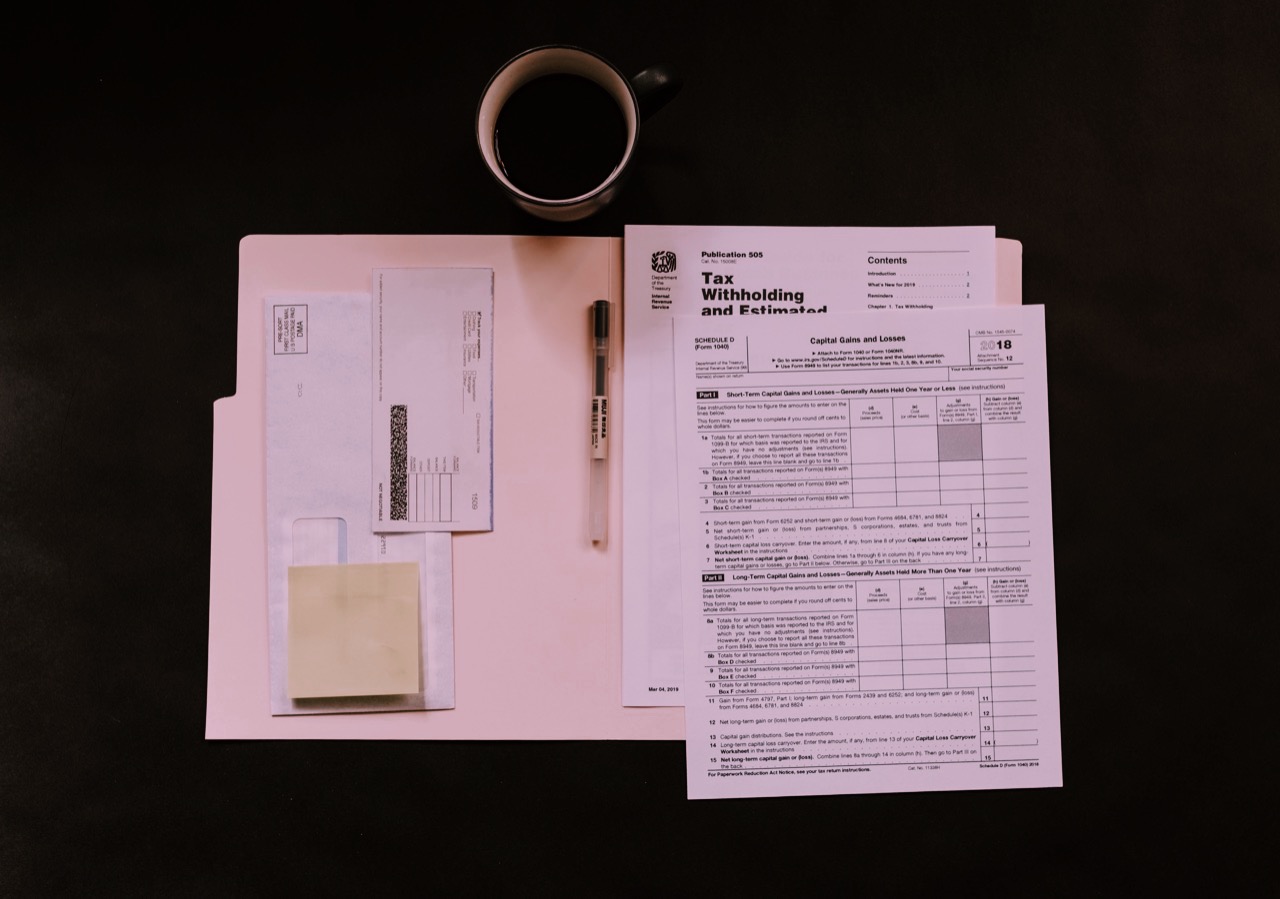 PRE-SORT
FIRST CLASS MAIL
U.S. POSTAGE PAID
DMA
NOT NEGOTIABLE
1509
MUJI
Publication 505
Department
of the
Treasury
Internal
Revenue
Service
Tax
Withholding
and Estimated
Contents
Introduction . . . . . . . . . . . . . . . . . . 1
What's New for 2019 . . . . . . . . . . . . . 2
Reminders . . . . . . . . . . . . . . . . . . . 2
Chapter 1. Tax Withholding
Mar 04, 2019
SCHEDULE D
(Form 1040)
Department of the Treasury
Internal Revenue Service (99)
Capital Gains and Losses
▶ Attach to Form 1040 or Form 1040NR.
▶ Go to www.irs.gov/ScheduleD for instructions and the latest information.
▶ Use Form 8949 to list your transactions for lines 1b, 2, 3, 8b, 9, and 10.
OMB No. 1545-0074
2018
Attachment
Sequence No. 12
Name(s) shown on return
Your social security number
Part I Short-Term Capital Gains and Losses—Generally Assets Held One Year or Less (see instructions)
See instructions for how to figure the amounts to enter on the
lines below.
This form may be easier to complete if you round off cents to
whole dollars.
(d)
Proceeds
(sales price)
(e)
Cost
(or other basis)
(g)
Adjustments
to gain or loss from
Form(s) 8949, Part I,
line 2, column (g)
(h) Gain or (loss)
Subtract column (e)
from column (d) and
combine the result
with column (g)
1a Totals for all short-term transactions reported on Form
1099-B for which basis was reported to the IRS and for
which you have no adjustments (see instructions).
However, if you choose to report all these transactions
on Form 8949, leave this line blank and go to line 1b .
1b Totals for all transactions reported on Form(s) 8949 with
Box A checked
2 Totals for all transactions reported on Form(s) 8949 with
Box B checked
3 Totals for all transactions reported on Form(s) 8949 with
Box C checked
4 Short-term gain from Form 6252 and short-term gain or (loss) from Forms 4684, 6781, and 8824 . 4
5 Net short-term gain or (loss) from partnerships, S corporations, estates, and trusts from
Schedule(s) K-1 5
6 Short-term capital loss carryover. Enter the amount, if any, from line 8 of your Capital Loss Carryover
Worksheet in the instructions 6 ( )
7 Net short-term capital gain or (loss). Combine lines 1a through 6 in column (h). If you have any long-
term capital gains or losses, go to Part II below. Otherwise, go to Part III on the back 7
Part II Long-Term Capital Gains and Losses—Generally Assets Held More Than One Year (see instructions)
See instructions for how to figure the amounts to enter on the
lines below.
This form may be easier to complete if you round off cents to
whole dollars.
(d)
Proceeds
(sales price)
(e)
Cost
(or other basis)
(g)
Adjustments
to gain or loss from
Form(s) 8949, Part II,
line 2, column (g)
(h) Gain or (loss)
Subtract column (e)
from column (d) and
combine the result
with column (g)
8a Totals for all long-term transactions reported on Form
1099-B for which basis was reported to the IRS and for
which you have no adjustments (see instructions).
However, if you choose to report all these transactions
on Form 8949, leave this line blank and go to line 8b
8b Totals for all transactions reported on Form(s) 8949 with
Box D checked
9 Totals for all transactions reported on Form(s) 8949 with
Box E checked
10 Totals for all transactions reported on Form(s) 8949 with
Box F checked
11 Gain from Form 4797, Part I; long-term gain from Forms 2439 and 6252; and long-term gain or (loss)
from Forms 4684, 6781, and 8824 11
12 Net long-term gain or (loss) from partnerships, S corporations, estates, and trusts from Schedule(s) K-1 12
13 Capital gain distributions. See the instructions 13
14 Long-term capital loss carryover. Enter the amount, if any, from line 13 of your Capital Loss Carryover
Worksheet in the instructions 14 ( )
15 Net long-term capital gain or (loss). Combine lines 8a through 14 in column (h). Then go to Part III on
the back 15
For Paperwork Reduction Act Notice, see your tax return instructions. Cat. No. 11338H Schedule D (Form 1040) 2018